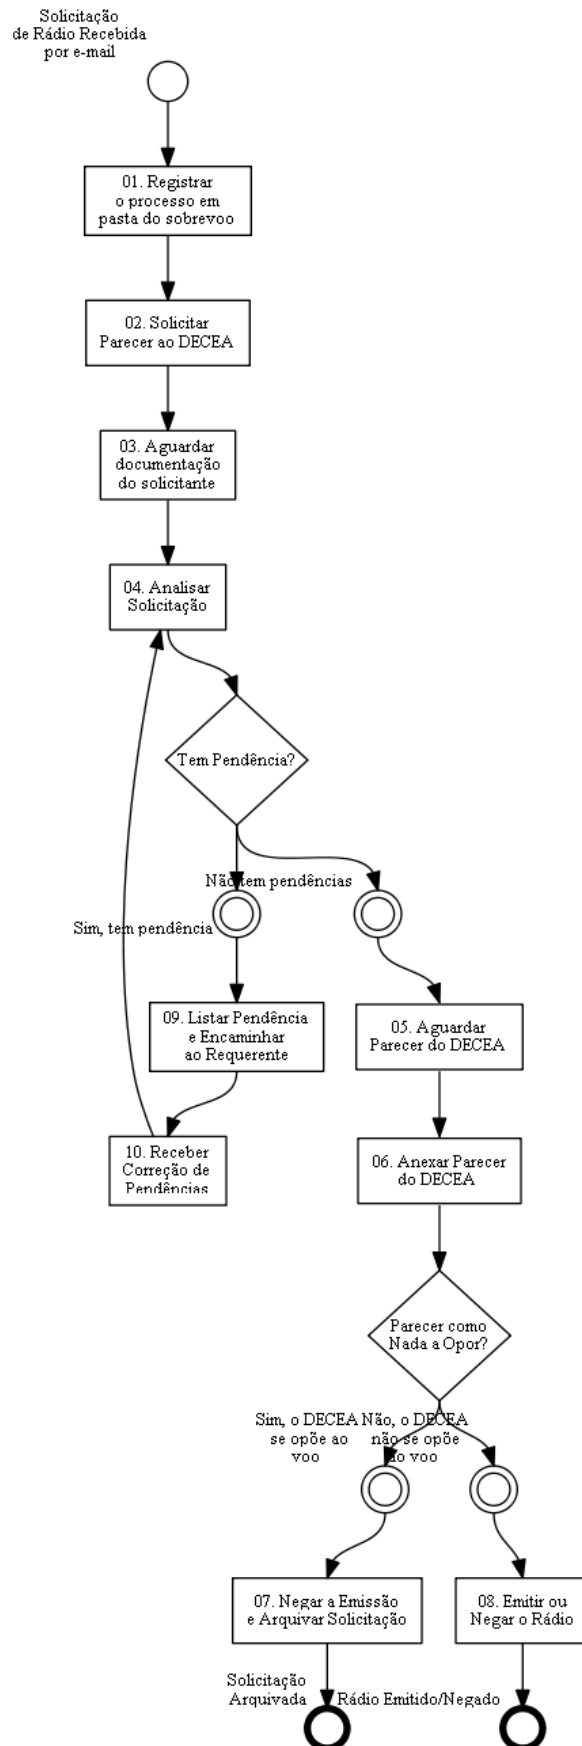 Solicitação
de Rádio Recebida
por e-mail
01. Registrar
o processo em
pasta do sobrevoo
02. Solicitar
Parecer ao DECEA
03. Aguardar
documentação
do solicitante
04. Analisar
Solicitação
Tem Pendência?
Não tem pendências
Sim, tem pendência
09. Listar Pendência
e Encaminhar
ao Requerente
05. Aguardar
Parecer do DECEA
10. Receber
Correção de
Pendências
06. Anexar Parecer
do DECEA
Parecer como
Nada a Opor?
Sim, o DECEA
se opõe ao
voo
Não, o DECEA
não se opõe
ao voo
07. Negar a Emissão
e Arquivar Solicitação
08. Emitir ou
Negar o Rádio
Solicitação
Arquivada
Rádio Emitido/Negado